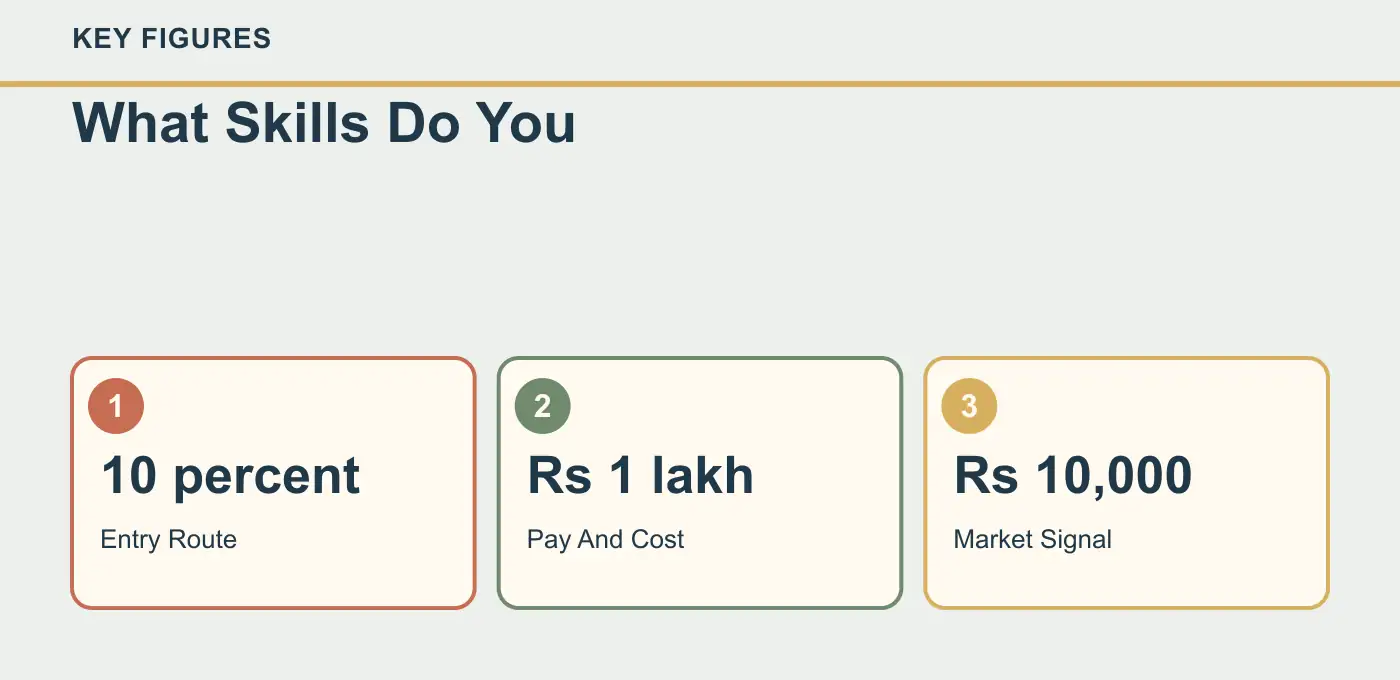 KEY FIGURES
What Skills Do You
1
10 percent
Entry Route
2
Rs 1 lakh
Pay And Cost
3
Rs 10,000
Market Signal